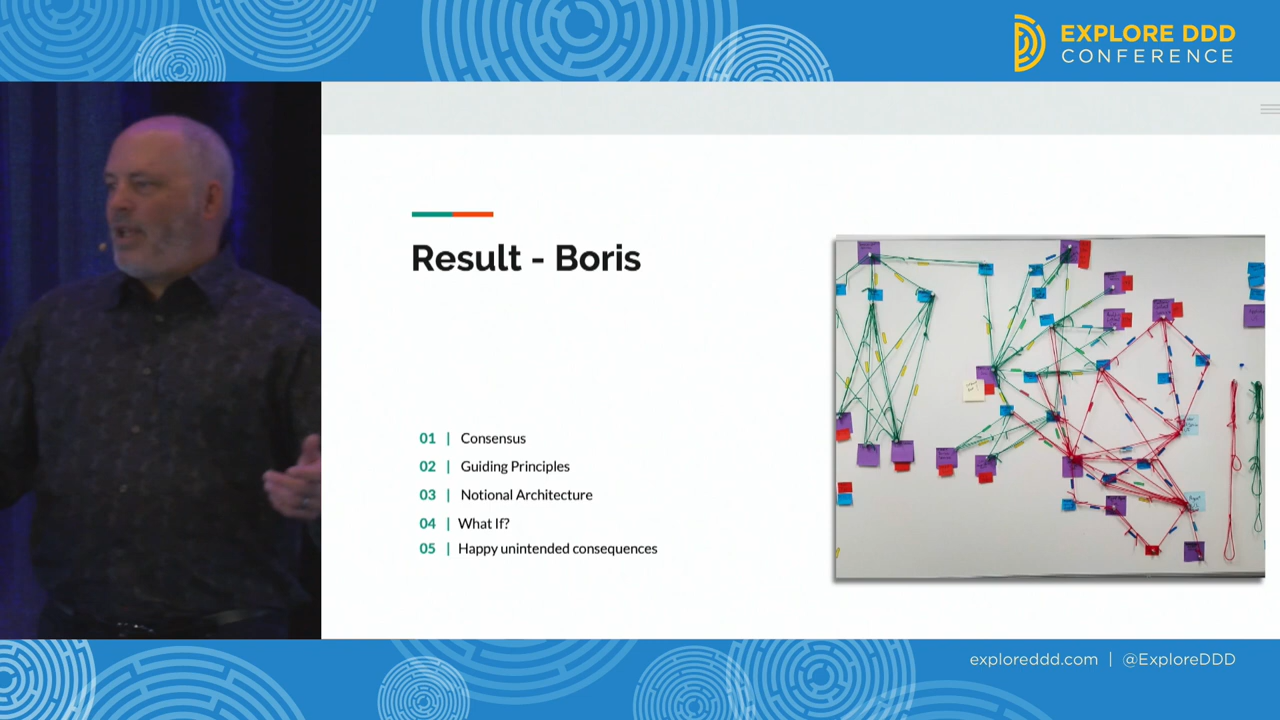 EXPLORE DDD
CONFERENCE
Result - Boris
01 | Consensus
02 | Guiding Principles
03 | Notional Architecture
04 | What If?
05 | Happy unintended consequences
exploreddd.com | @ExploreDDD